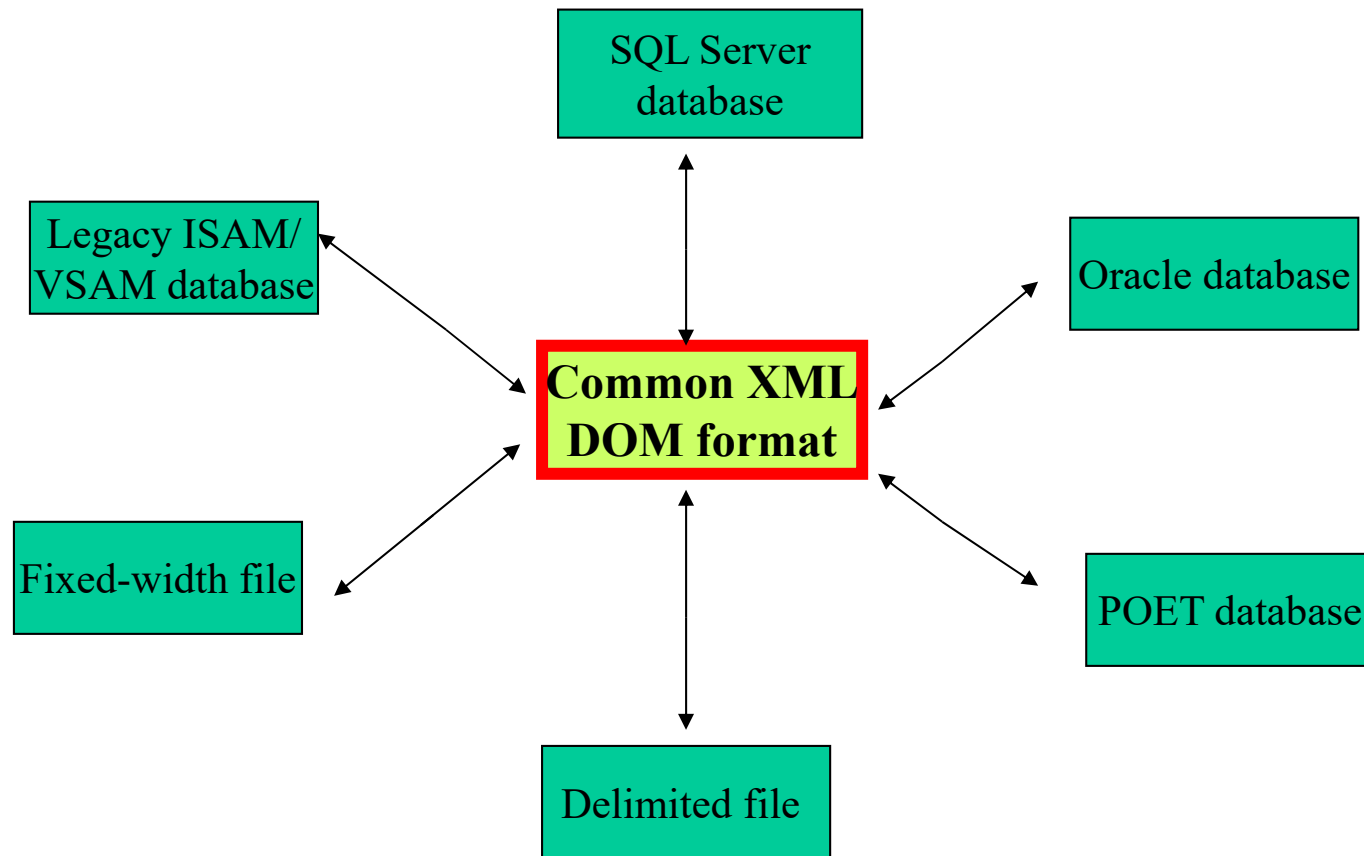 SQL Server
database
Legacy ISAM/
VSAM database
Oracle database
Common XML
DOM format
Fixed-width file
POET database
Delimited file